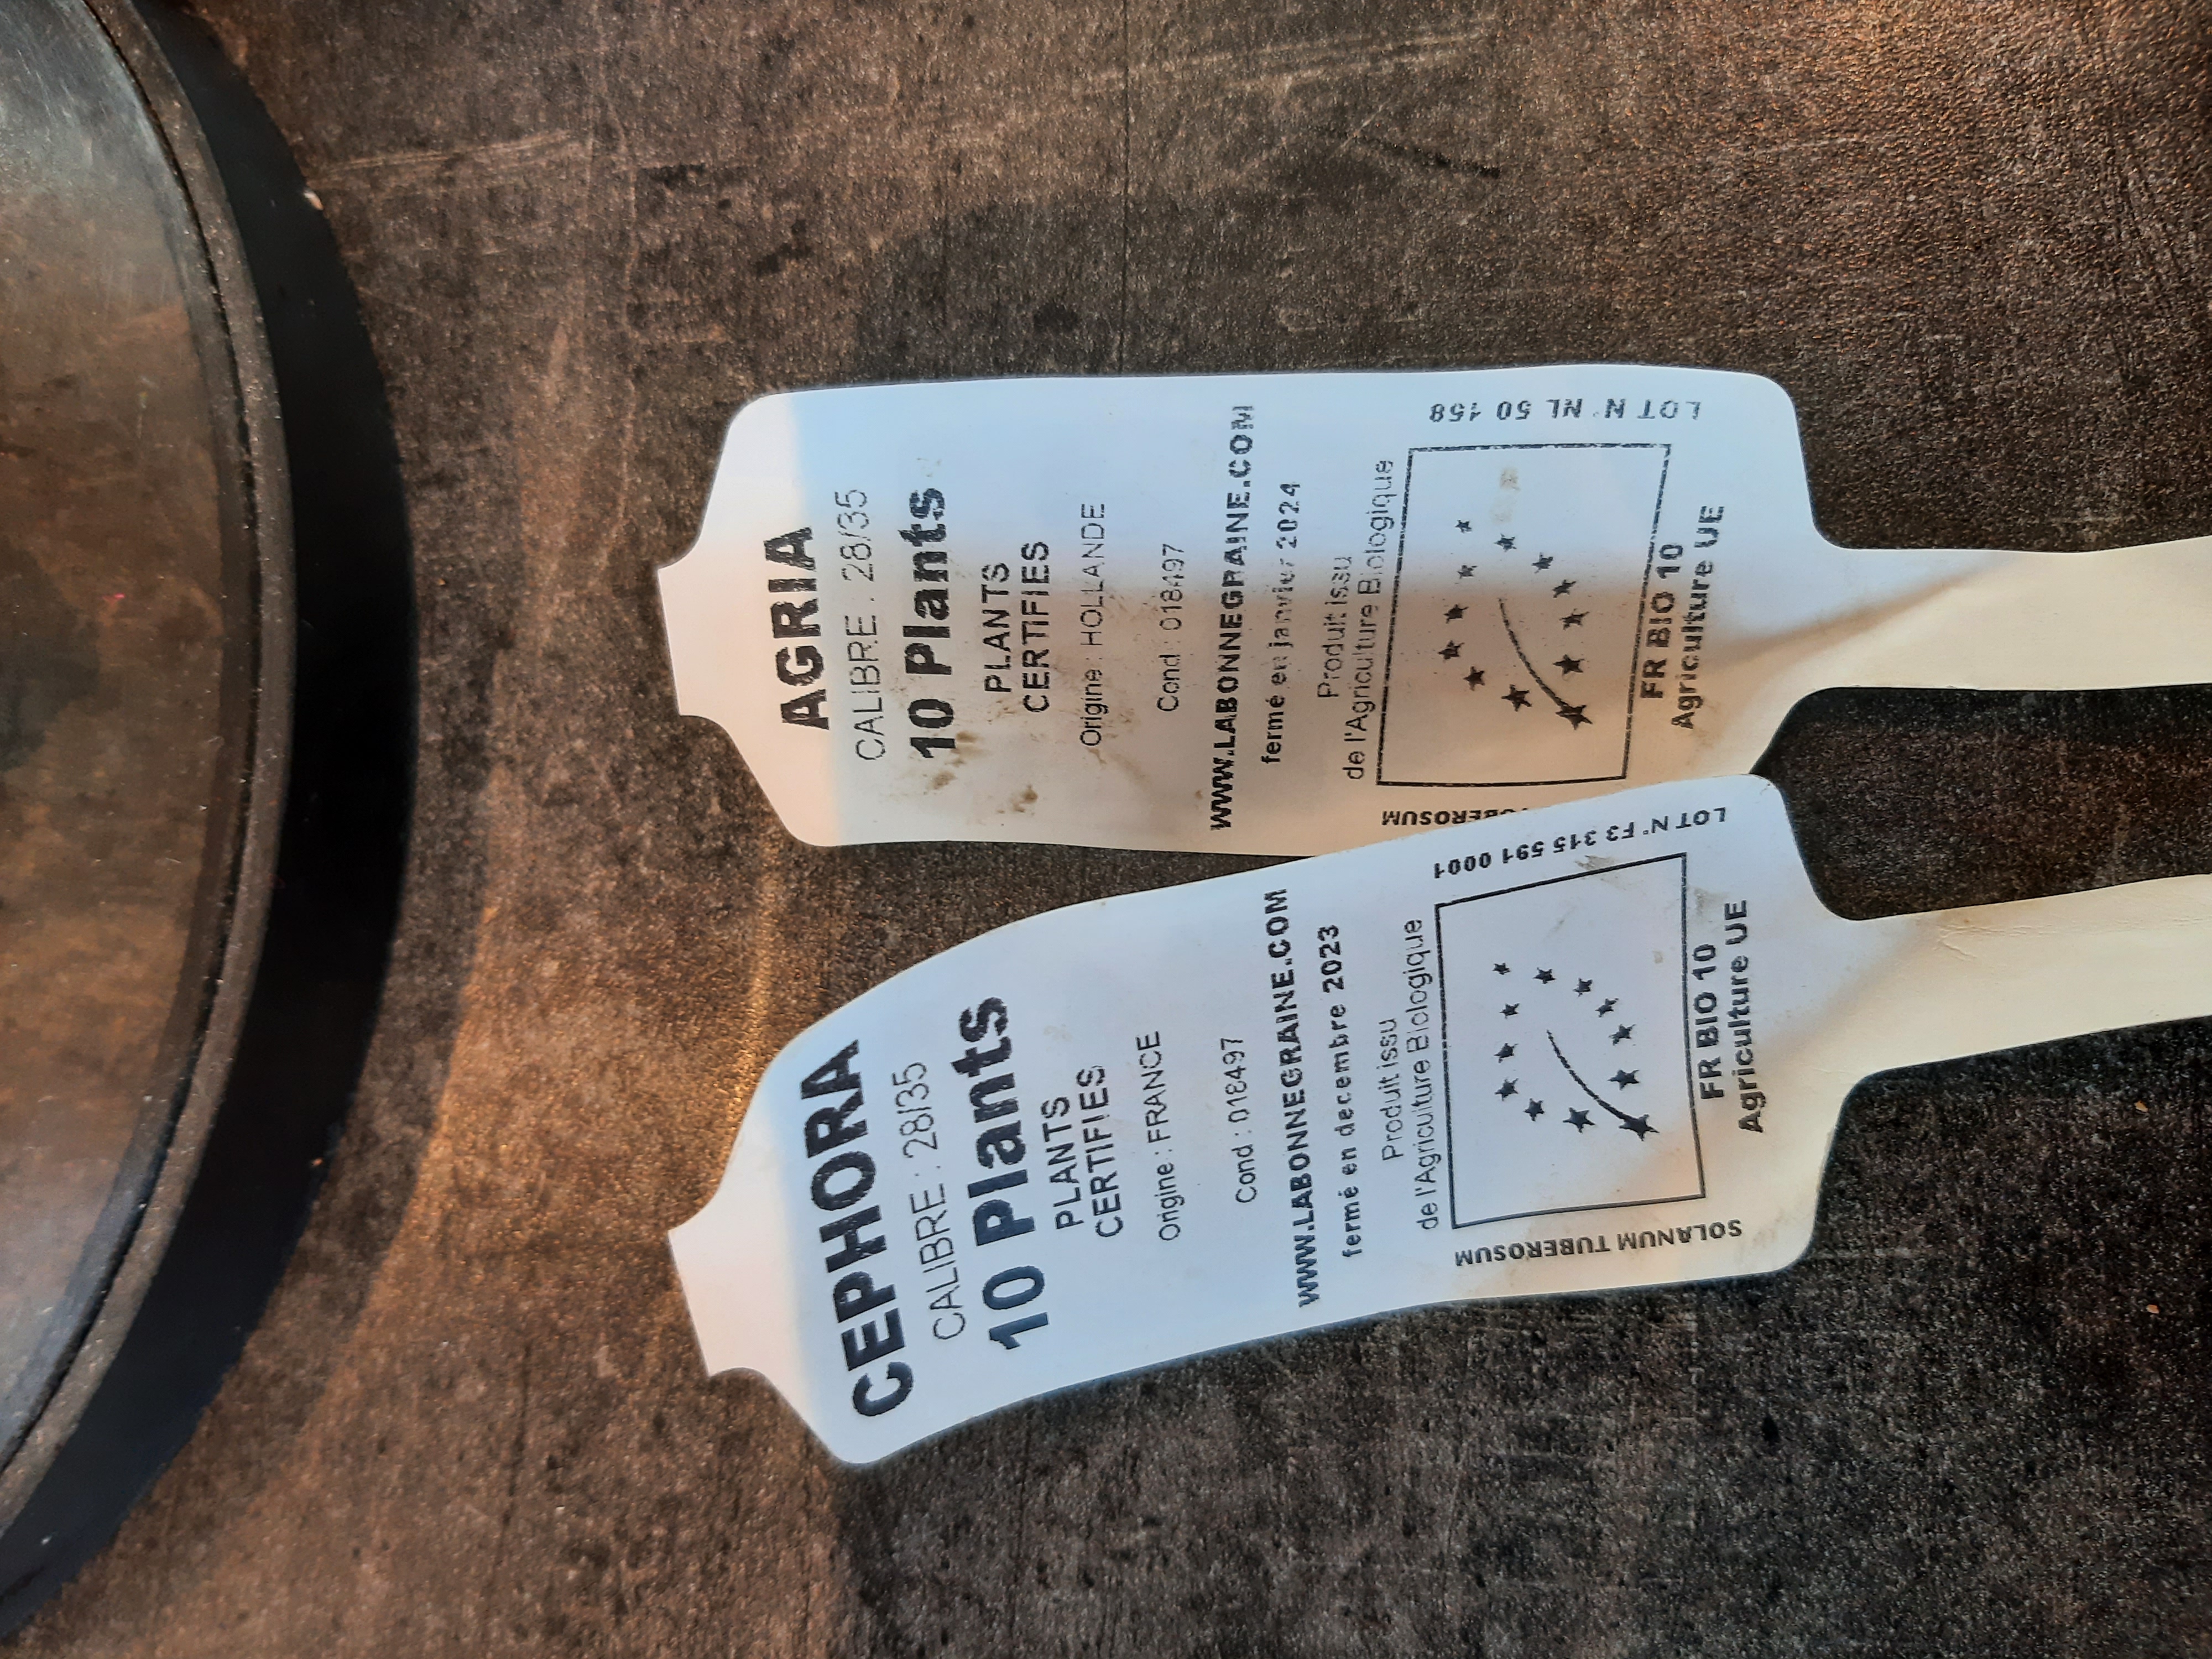 CEPHORA
CALIBRE : 28/35
10 Plants
PLANTS
CERTIFIES
Origine : FRANCE
Cond : 018497
WWW.LABONNEGRAINE.COM
fermé en decembre 2023
Produit issu
de l'Agriculture Biologique
SOLANUM TUBEROSUM
LOT N° F3 315 591 0001
FR BIO 10
Agriculture UE
AGRIA
CALIBRE : 28/35
10 Plants
PLANTS
CERTIFIES
Origine : HOLLANDE
Cond : 018497
WWW.LABONNEGRAINE.COM
fermé en janvier 2024
Produit issu
de l'Agriculture Biologique
LOT N° NL 50 158
FR BIO 10
Agriculture UE